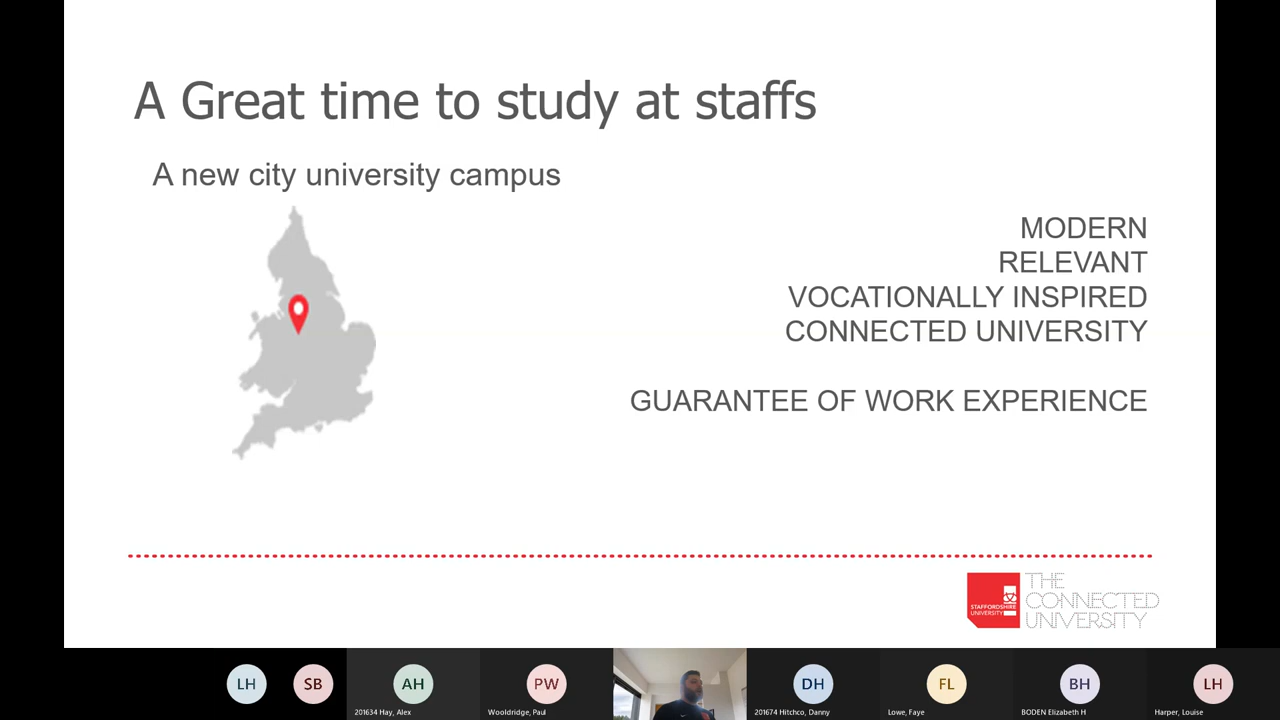 A Great time to study at staffs
A new city university campus
MODERN
RELEVANT
VOCATIONALLY INSPIRED
CONNECTED UNIVERSITY
GUARANTEE OF WORK EXPERIENCE
STAFFORDSHIRE
UNIVERSITY
THE
CONNECTED
UNIVERSITY
LH
SB
AH
201634 Hay, Alex
PW
Wooldridge, Paul
DH
201674 Hitchco, Danny
FL
Lowe, Faye
BH
BODEN Elizabeth H
LH
Harper, Louise